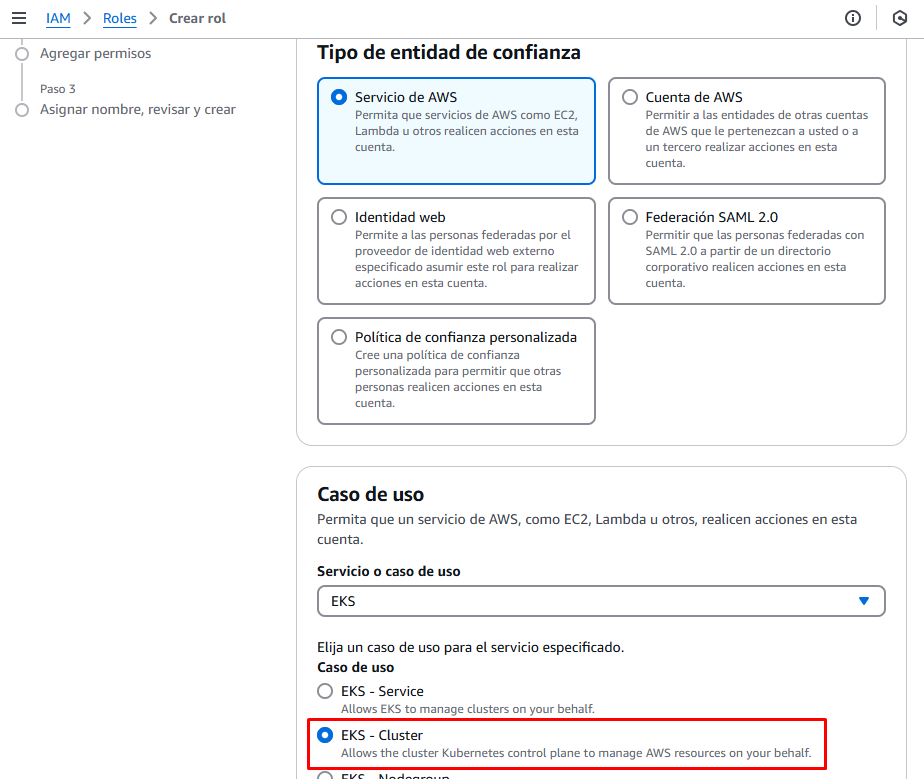 IAM > Roles > Crear rol
Agregar permisos
Paso 3
Asignar nombre, revisar y crear
Tipo de entidad de confianza
Servicio de AWS
Permita que servicios de AWS como EC2,
Lambda u otros realicen acciones en esta
cuenta.
Cuenta de AWS
Permitir a las entidades de otras cuentas
de AWS que le pertenezcan a usted o a
un tercero realizar acciones en esta
cuenta.
Identidad web
Permite a las personas federadas por el
proveedor de identidad web externo
especificado asumir este rol para realizar
acciones en esta cuenta.
Federación SAML 2.0
Permitir que las personas federadas con
SAML 2.0 a partir de un directorio
corporativo realicen acciones en esta
cuenta.
Política de confianza personalizada
Cree una política de confianza
personalizada para permitir que otras
personas realicen acciones en esta
cuenta.
Caso de uso
Permita que un servicio de AWS, como EC2, Lambda u otros, realicen acciones en esta
cuenta.
Servicio o caso de uso
EKS
Elija un caso de uso para el servicio especificado.
Caso de uso
EKS - Service
Allows EKS to manage clusters on your behalf.
EKS - Cluster
Allows the cluster Kubernetes control plane to manage AWS resources on your behalf.
EKS - Nodegroup